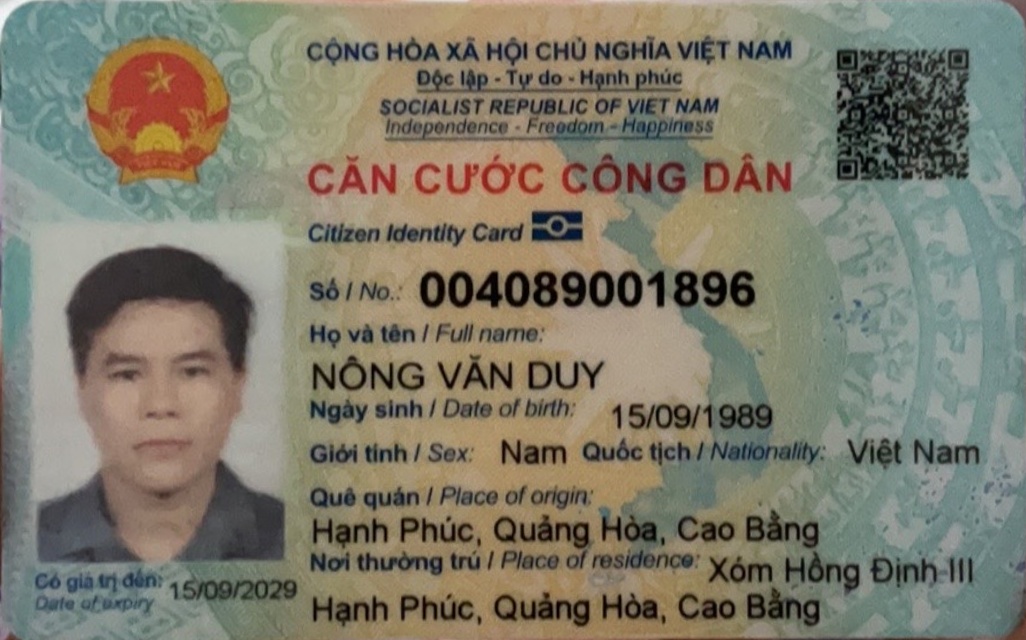 CỘNG HÒA XÃ HỘI CHỦ NGHĨA VIỆT NAM
Độc lập - Tự do - Hạnh phúc
SOCIALIST REPUBLIC OF VIET NAM
Independence - Freedom - Happiness
CĂN CƯỚC CÔNG DÂN
Citizen Identity Card
Số / No.: 004089001896
Họ và tên / Full name:
NÔNG VĂN DUY
Ngày sinh / Date of birth: 15/09/1989
Giới tính / Sex: Nam Quốc tịch / Nationality: Việt Nam
Quê quán / Place of origin:
Hạnh Phúc, Quảng Hòa, Cao Bằng
Nơi thường trú / Place of residence: Xóm Hồng Định III
Hạnh Phúc, Quảng Hòa, Cao Bằng
Có giá trị đến: 15/09/2029
Date of expiry